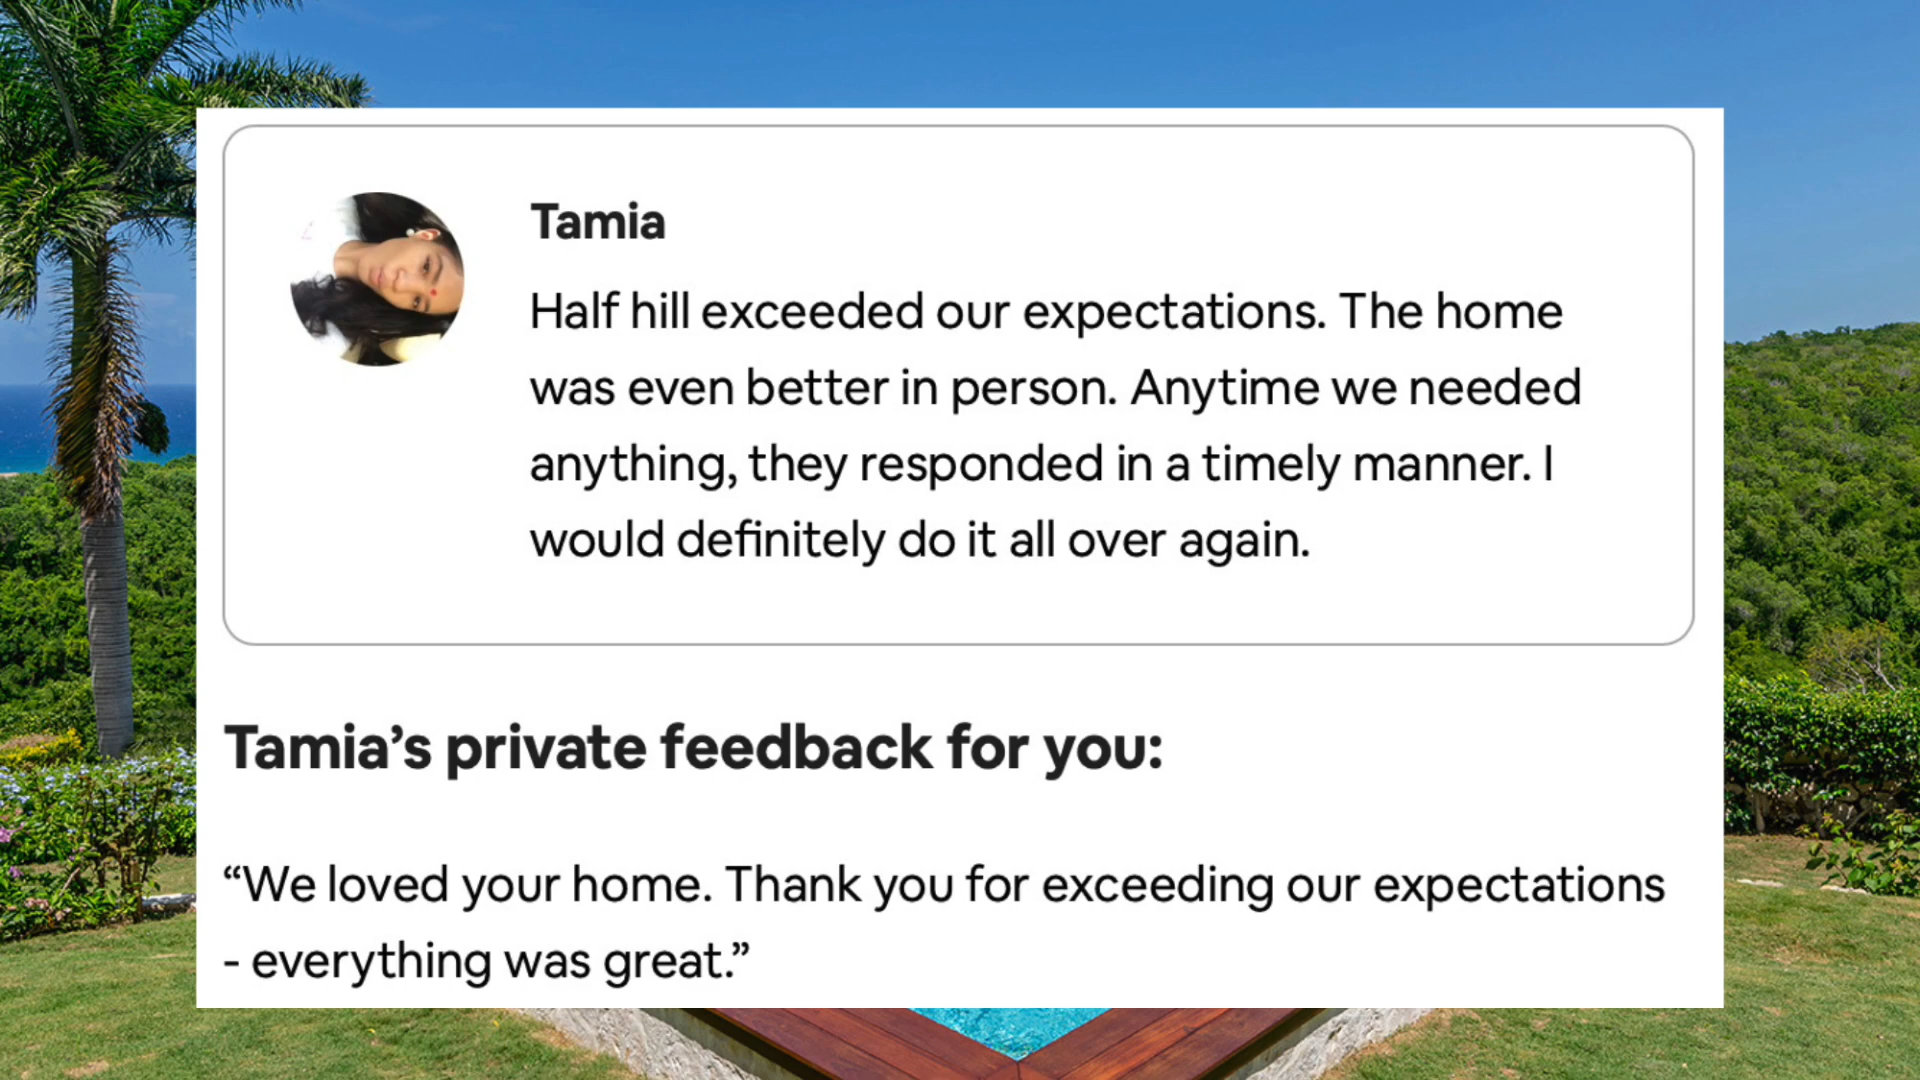 Tamia
Half hill exceeded our expectations. The home
was even better in person. Anytime we needed
anything, they responded in a timely manner. I
would definitely do it all over again.
Tamia’s private feedback for you:
“We loved your home. Thank you for exceeding our expectations
- everything was great.”